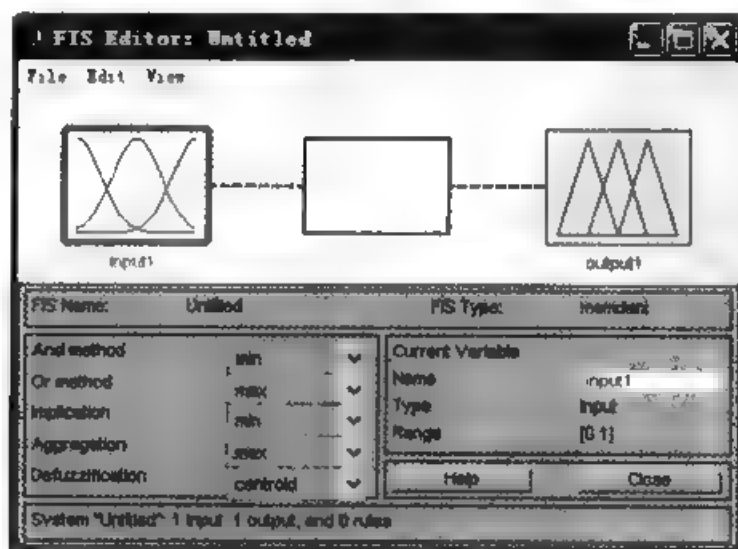 FIS Editor: Untitled
File Edit View
input1
output1
FIS Name: Untitled FIS Type: mamdani
And method min
Or method max
Implication min
Aggregation max
Defuzzification centroid
Current Variable
Name input1
Type input
Range [0 1]
Help Close
System "Untitled": 1 input, 1 output, and 0 rules